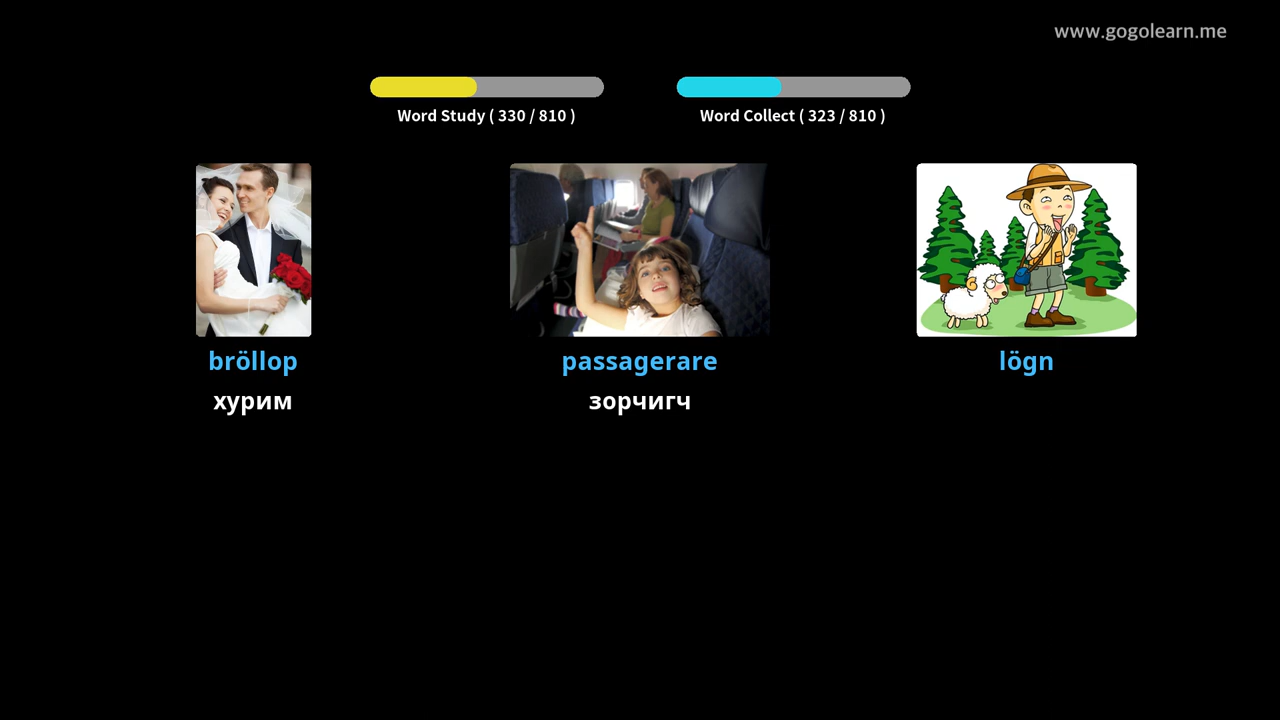 www.gogolearn.me
Word Study ( 330 / 810 )
Word Collect ( 323 / 810 )
bröllop
passagerare
lögn
хурим
зорчигч